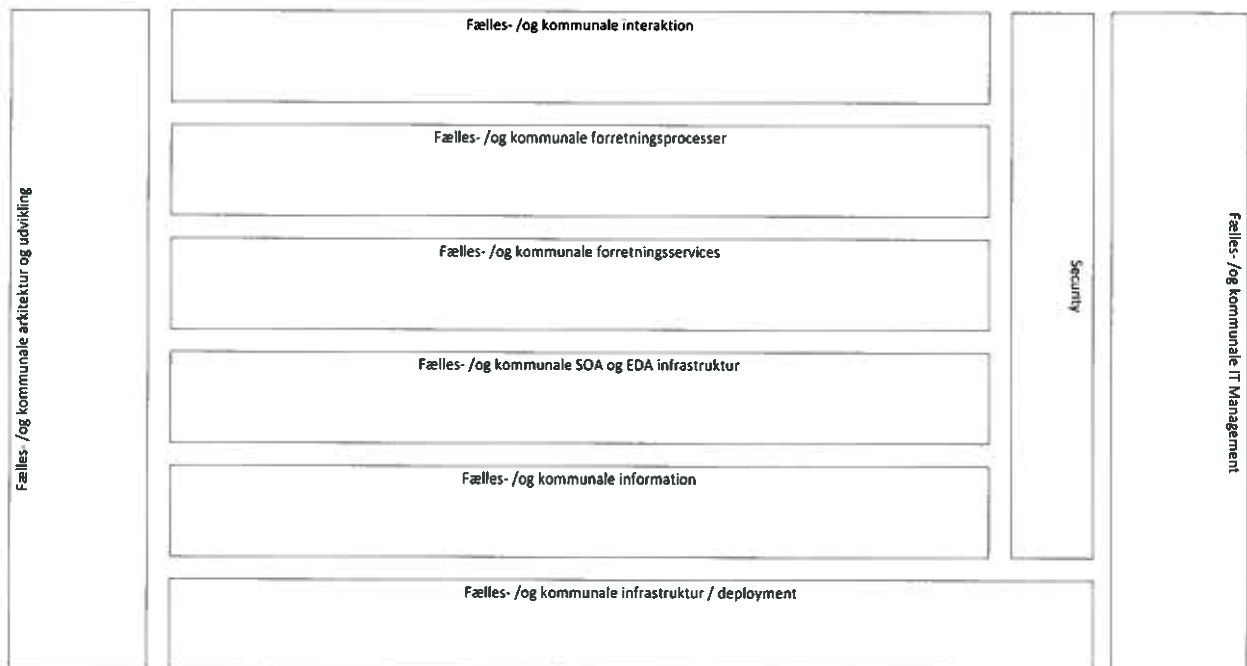 Fælles- /og kommunale arkitektur og udvikling
Fælles- /og kommunale interaktion
Fælles- /og kommunale forretningsprocesser
Fælles- /og kommunale forretningsservices
Fælles- /og kommunale SOA og EDA infrastruktur
Fælles- /og kommunale information
Fælles- /og kommunale infrastruktur / deployment
Security
Fælles- /og kommunale IT Management